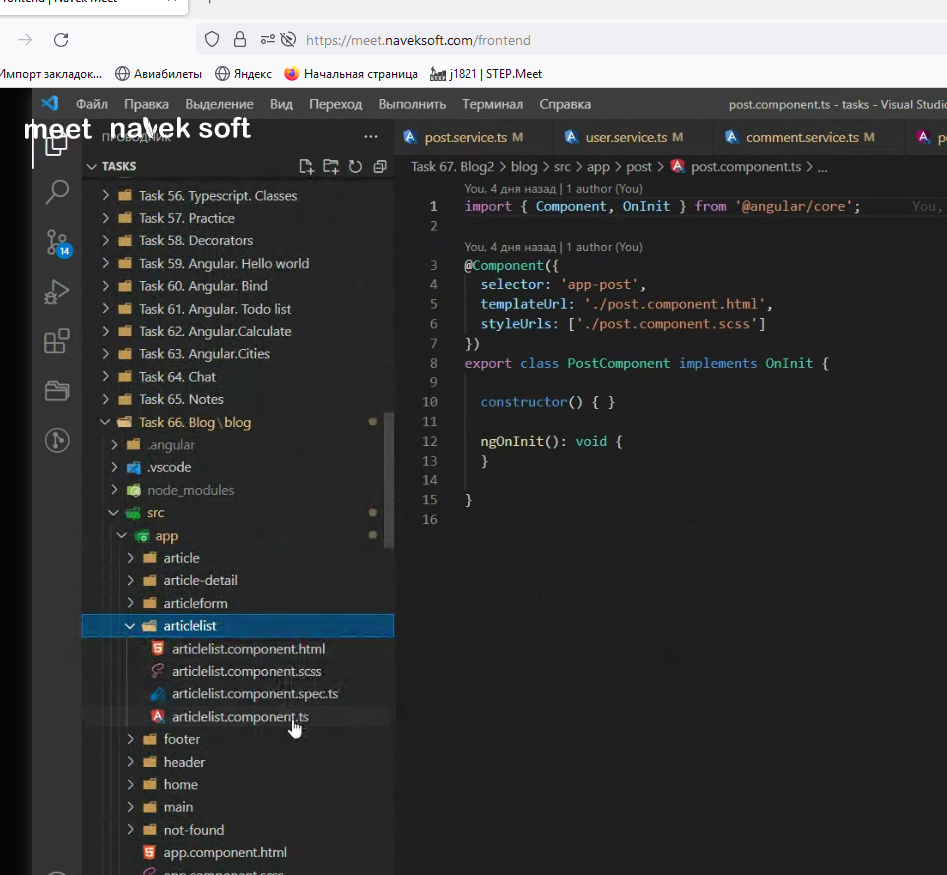 Navek Meet
https://meet.naveksoft.com/frontend
Импорт закладок... Авиабилеты Яндекс Начальная страница j1821 | STEP.Meet
Файл Правка Выделение Вид Переход Выполнить Терминал Справка post.component.ts - tasks - Visual Studio
meet navek soft
ПРОВОДНИК ...
post.service.ts M user.service.ts M comment.service.ts M
TASKS
Task 67. Blog2 > blog > src > app > post > post.component.ts > ...
14
Task 56. Typescript. Classes
Task 57. Practice
Task 58. Decorators
Task 59. Angular. Hello world
Task 60. Angular. Bind
Task 61. Angular. Todo list
Task 62. Angular.Calculate
Task 63. Angular.Cities
Task 64. Chat
Task 65. Notes
Task 66. Blog\blog
.angular
.vscode
node_modules
src
app
article
article-detail
articleform
articlelist
articlelist.component.html
articlelist.component.scss
articlelist.component.spec.ts
articlelist.component.ts
footer
header
home
main
not-found
app.component.html
app.component.scss
You, 4 дня назад | 1 author (You)
1 import { Component, OnInit } from '@angular/core'; You,
2
You, 4 дня назад | 1 author (You)
3 @Component({
4 selector: 'app-post',
5 templateUrl: './post.component.html',
6 styleUrls: ['./post.component.scss']
7 })
8 export class PostComponent implements OnInit {
9
10 constructor() { }
11
12 ngOnInit(): void {
13 }
14
15 }
16